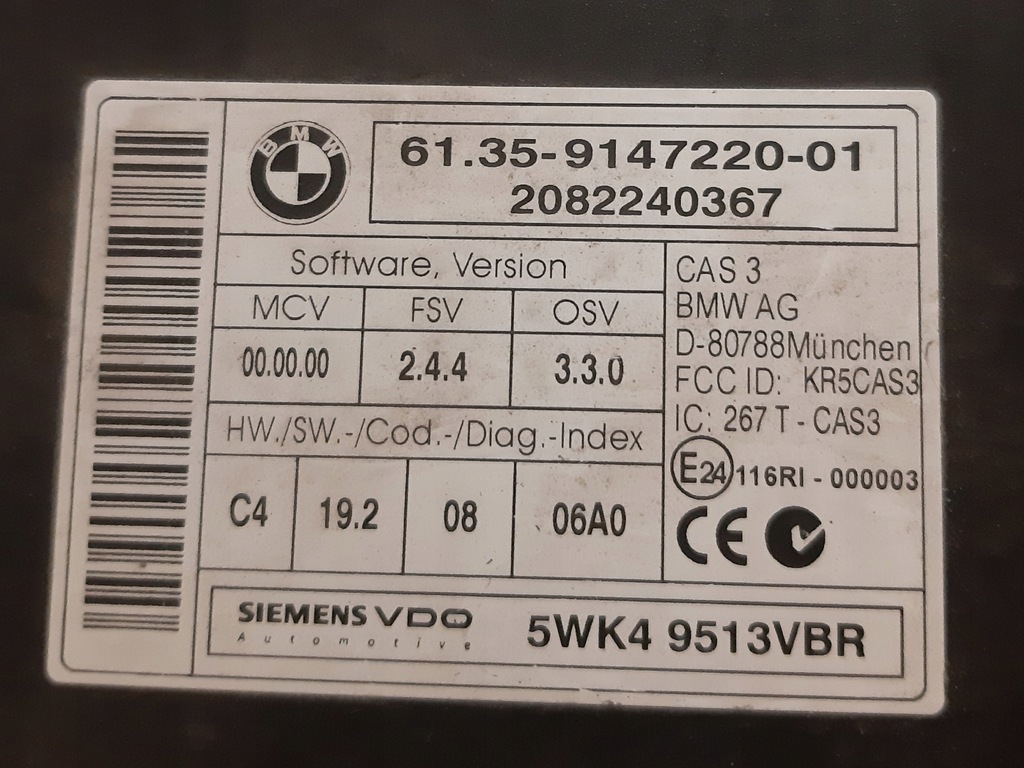 BMW
61.35-9147220-01
2082240367
Software, Version
MCV FSV OSV
00.00.00 2.4.4 3.3.0
HW./SW.-/Cod.-/Diag.-Index
C4 19.2 08 06A0
CAS 3
BMW AG
D-80788München
FCC ID: KR5CAS3
IC: 267 T - CAS3
E24 116RI - 000003
CE
SIEMENS VDO
Automotive
5WK4 9513VBR